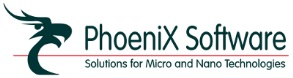 PhoeniX Software
Solutions for Micro and Nano Technologies